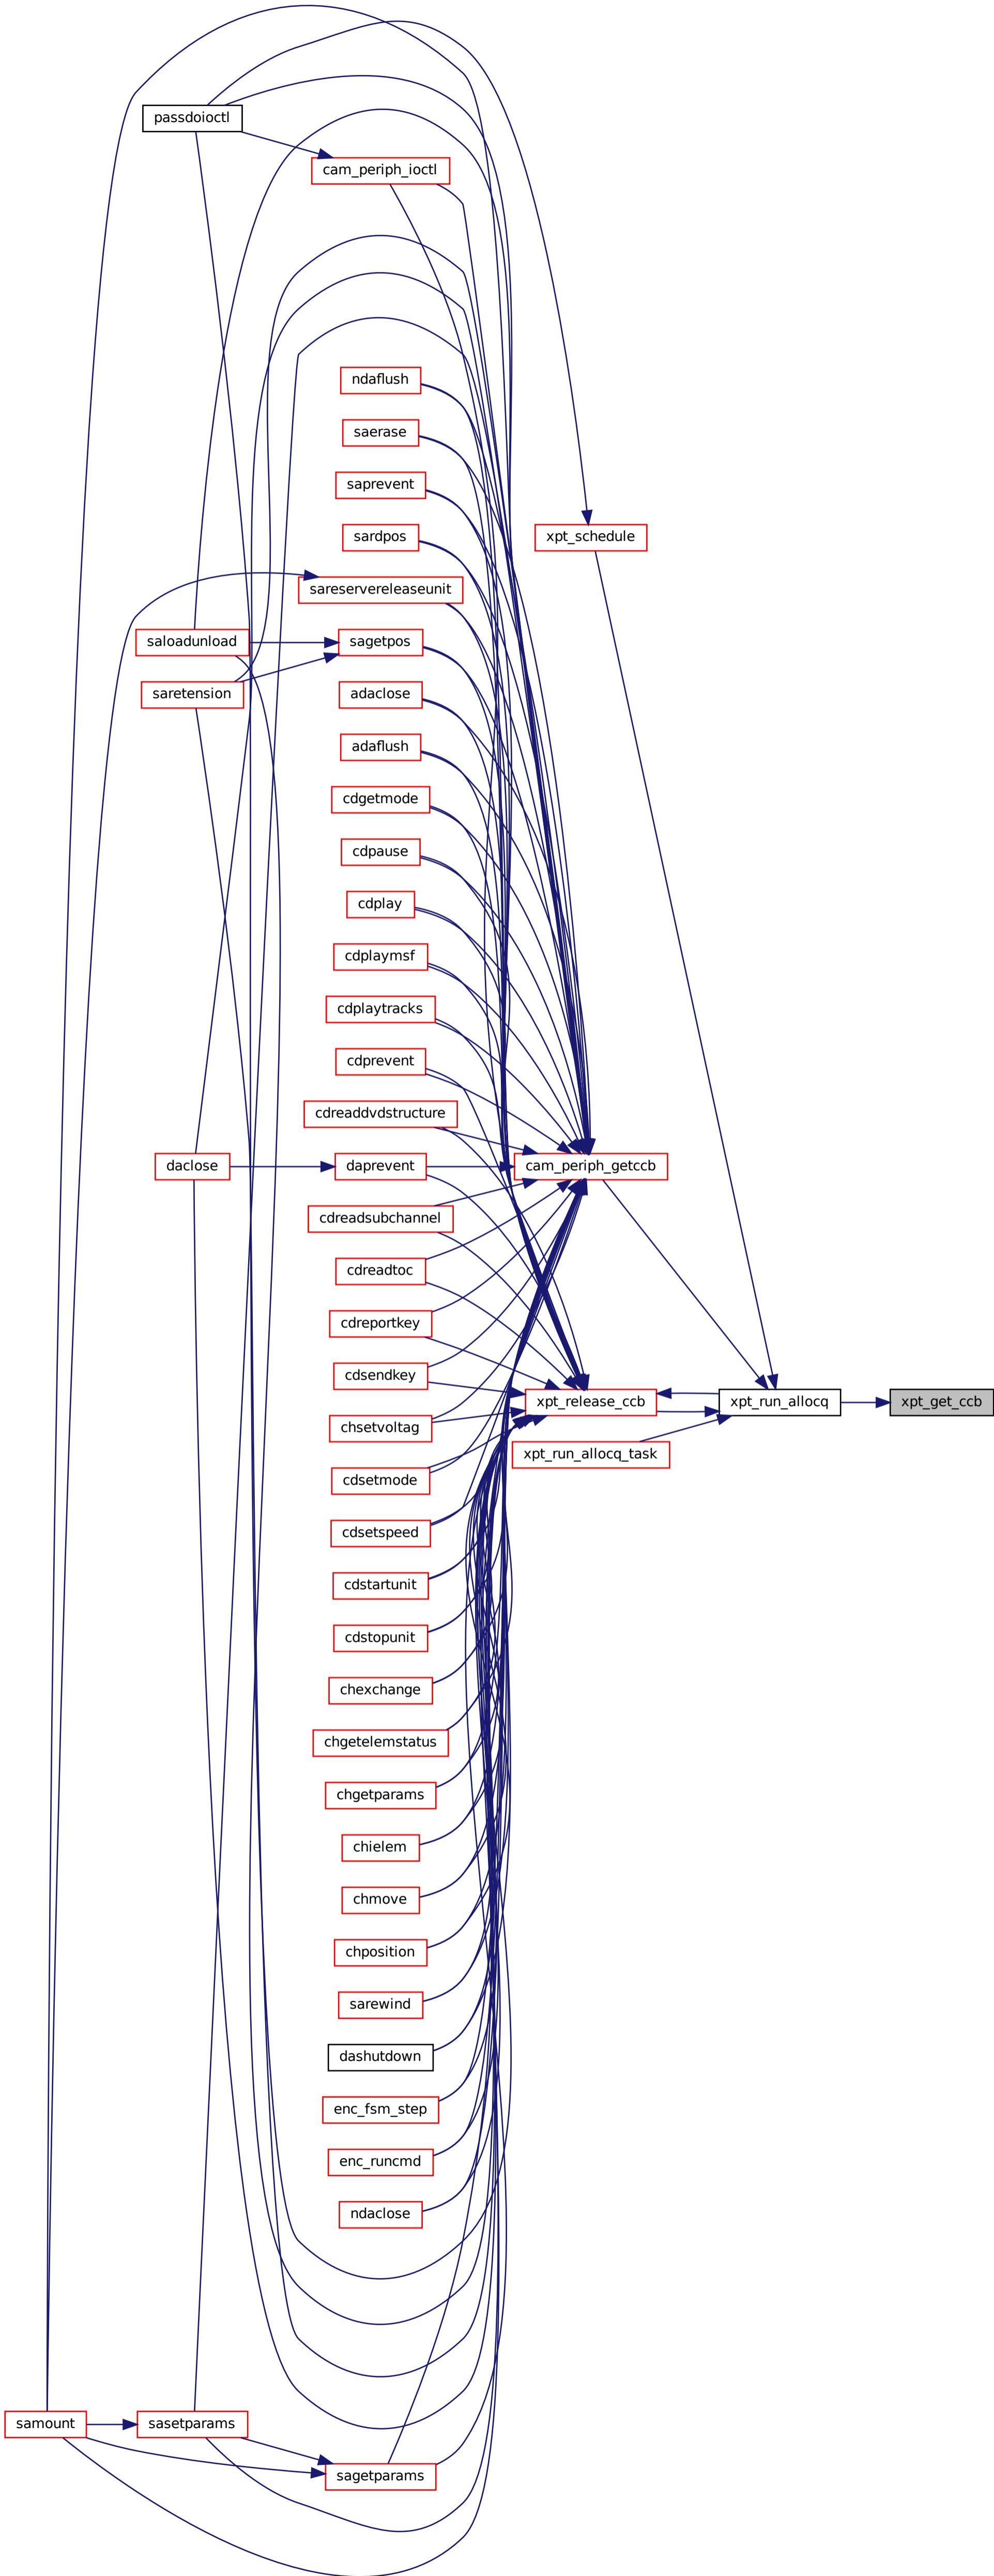 passdoioctl
cam_periph_ioctl
ndaflush
saerase
saprevent
xpt_schedule
sardpos
sareservereleaseunit
saloadunload
sagetpos
saretension
adaclose
adaflush
cdgetmode
cdpause
cdplay
cdplaymsf
cdplaytracks
cdprevent
cdreaddvdstructure
daclose
daprevent
cam_periph_getccb
cdreadsubchannel
cdreadtoc
cdreportkey
cdsendkey
xpt_release_ccb
xpt_run_allocq
xpt_get_ccb
chsetvoltag
xpt_run_allocq_task
cdsetmode
cdsetspeed
cdstartunit
cdstopunit
chexchange
chgetelemstatus
chgetparams
chielem
chmove
chposition
sarewind
dashutdown
enc_fsm_step
enc_runcmd
ndaclose
samount
sasetparams
sagetparams